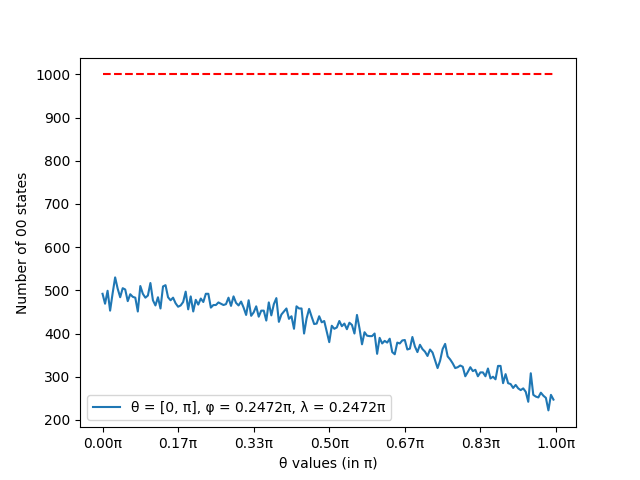 1000
900
800
700
600
500
400
300
200
Number of 00 states
θ = [0, π], φ = 0.2472π, λ = 0.2472π
0.00π 0.17π 0.33π 0.50π 0.67π 0.83π 1.00π
θ values (in π)